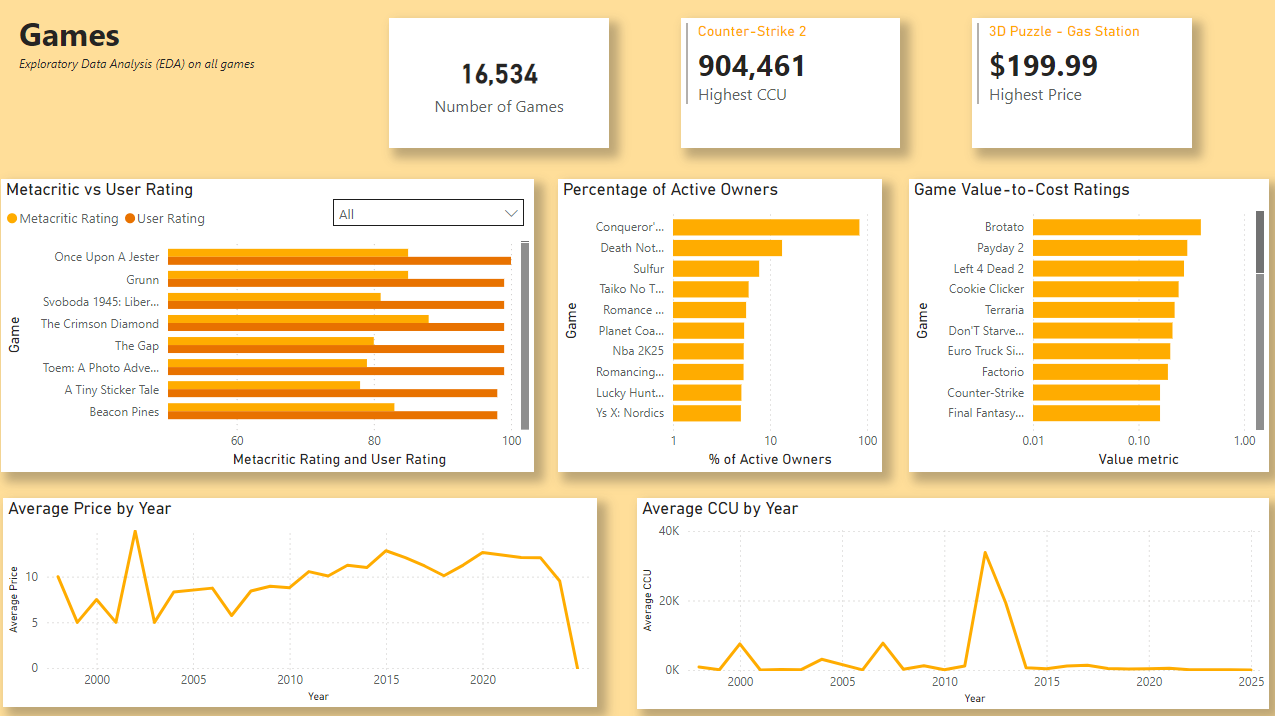 Games
Exploratory Data Analysis (EDA) on all games
16,534
Number of Games
Counter-Strike 2
904,461
Highest CCU
3D Puzzle - Gas Station
$199.99
Highest Price
Metacritic vs User Rating
Metacritic Rating User Rating
All
Game
Once Upon A Jester
Grunn
Svoboda 1945: Liber...
The Crimson Diamond
The Gap
Toem: A Photo Adve...
A Tiny Sticker Tale
Beacon Pines
60 80 100
Metacritic Rating and User Rating
Percentage of Active Owners
Game
Conqueror'...
Death Not...
Sulfur
Taiko No T...
Romance ...
Planet Coa...
Nba 2K25
Romancing...
Lucky Hunt...
Ys X: Nordics
1 10 100
% of Active Owners
Game Value-to-Cost Ratings
Game
Brotato
Payday 2
Left 4 Dead 2
Cookie Clicker
Terraria
Don'T Starve...
Euro Truck Si...
Factorio
Counter-Strike
Final Fantasy...
0.01 0.10 1.00
Value metric
Average Price by Year
Average Price
10
5
0
2000 2005 2010 2015 2020
Year
Average CCU by Year
Average CCU
40K
20K
0K
2000 2005 2010 2015 2020 2025
Year